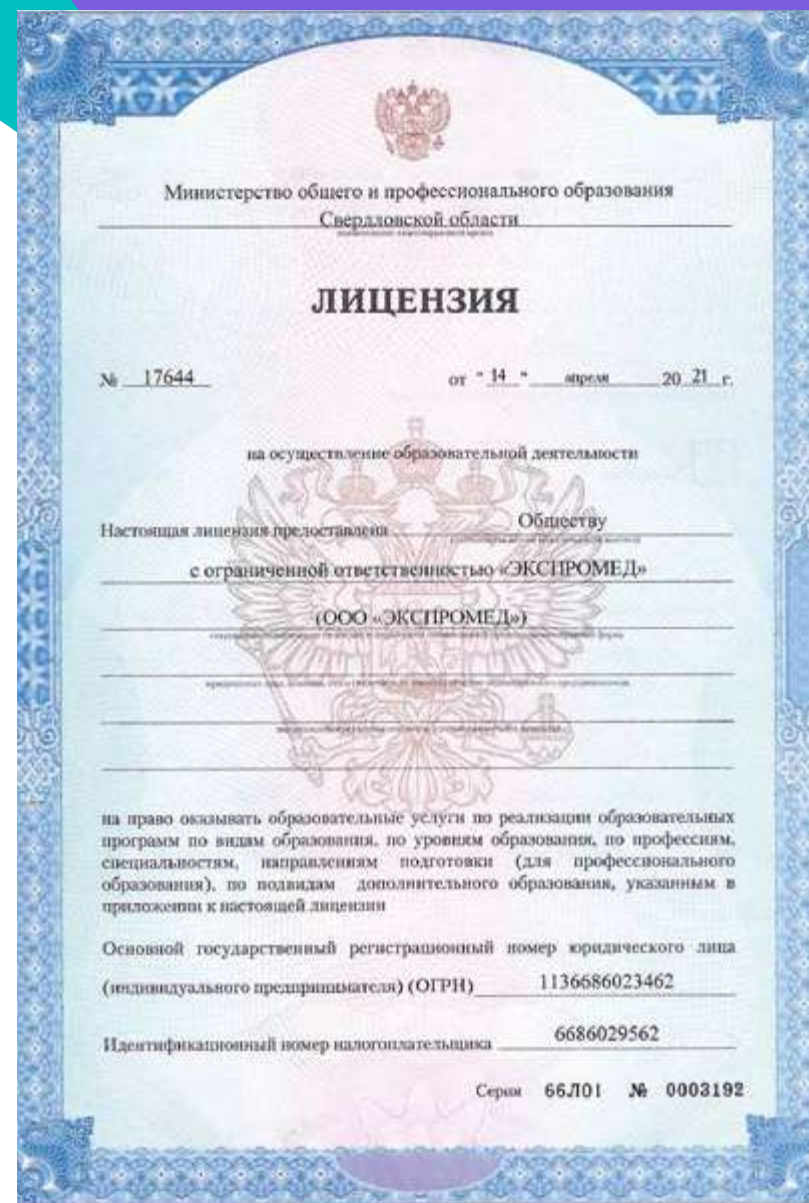 Министерство общего и профессионального образования
Свердловской области
ЛИЦЕНЗИЯ
№ 17644 от " 14 " апреля 20 21 г.
на осуществление образовательной деятельности
Настоящая лицензия предоставлена Обществу
с ограниченной ответственностью «ЭКСПРОМЕД»
(ООО «ЭКСПРОМЕД»)
на право оказывать образовательные услуги по реализации образовательных
программ по видам образования, по уровням образования, по профессиям,
специальностям, направлениям подготовки (для профессионального
образования), по подвидам дополнительного образования, указанным в
приложении к настоящей лицензии
Основной государственный регистрационный номер юридического лица
(индивидуального предпринимателя) (ОГРН) 1136686023462
Идентификационный номер налогоплательщика 6686029562
Серия 66Л01 № 0003192